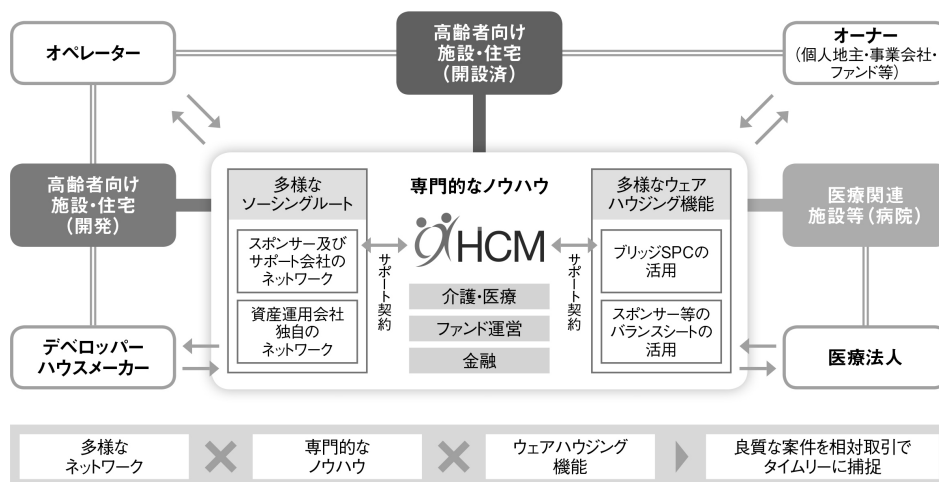 オペレーター
高齢者向け
施設・住宅
(開設済)
オーナー
(個人地主・事業会社・
ファンド等)
高齢者向け
施設・住宅
(開発)
多様な
ソーシングルート
スポンサー及び
サポート会社の
ネットワーク
資産運用会社
独自の
ネットワーク
サポート契約
専門的なノウハウ
HCM
介護・医療
ファンド運営
金融
サポート契約
多様なウェア
ハウジング機能
ブリッジSPCの
活用
スポンサー等の
バランスシートの
活用
医療関連
施設等(病院)
デベロッパー
ハウスメーカー
医療法人
多様な
ネットワーク
専門的な
ノウハウ
ウェアハウジング
機能
良質な案件を相対取引で
タイムリーに捕捉